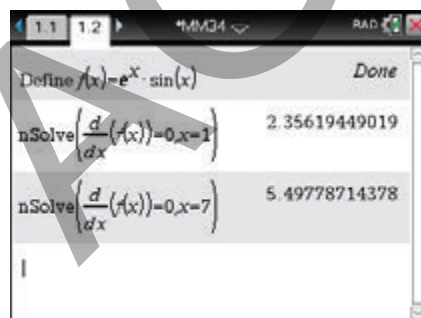 1.1 1.2 *MM34 RAD
Define f(x)=e^x·sin(x) Done
nSolve(d/dx(f(x))=0,x=1) 2.35619449019
nSolve(d/dx(f(x))=0,x=7) 5.49778714378